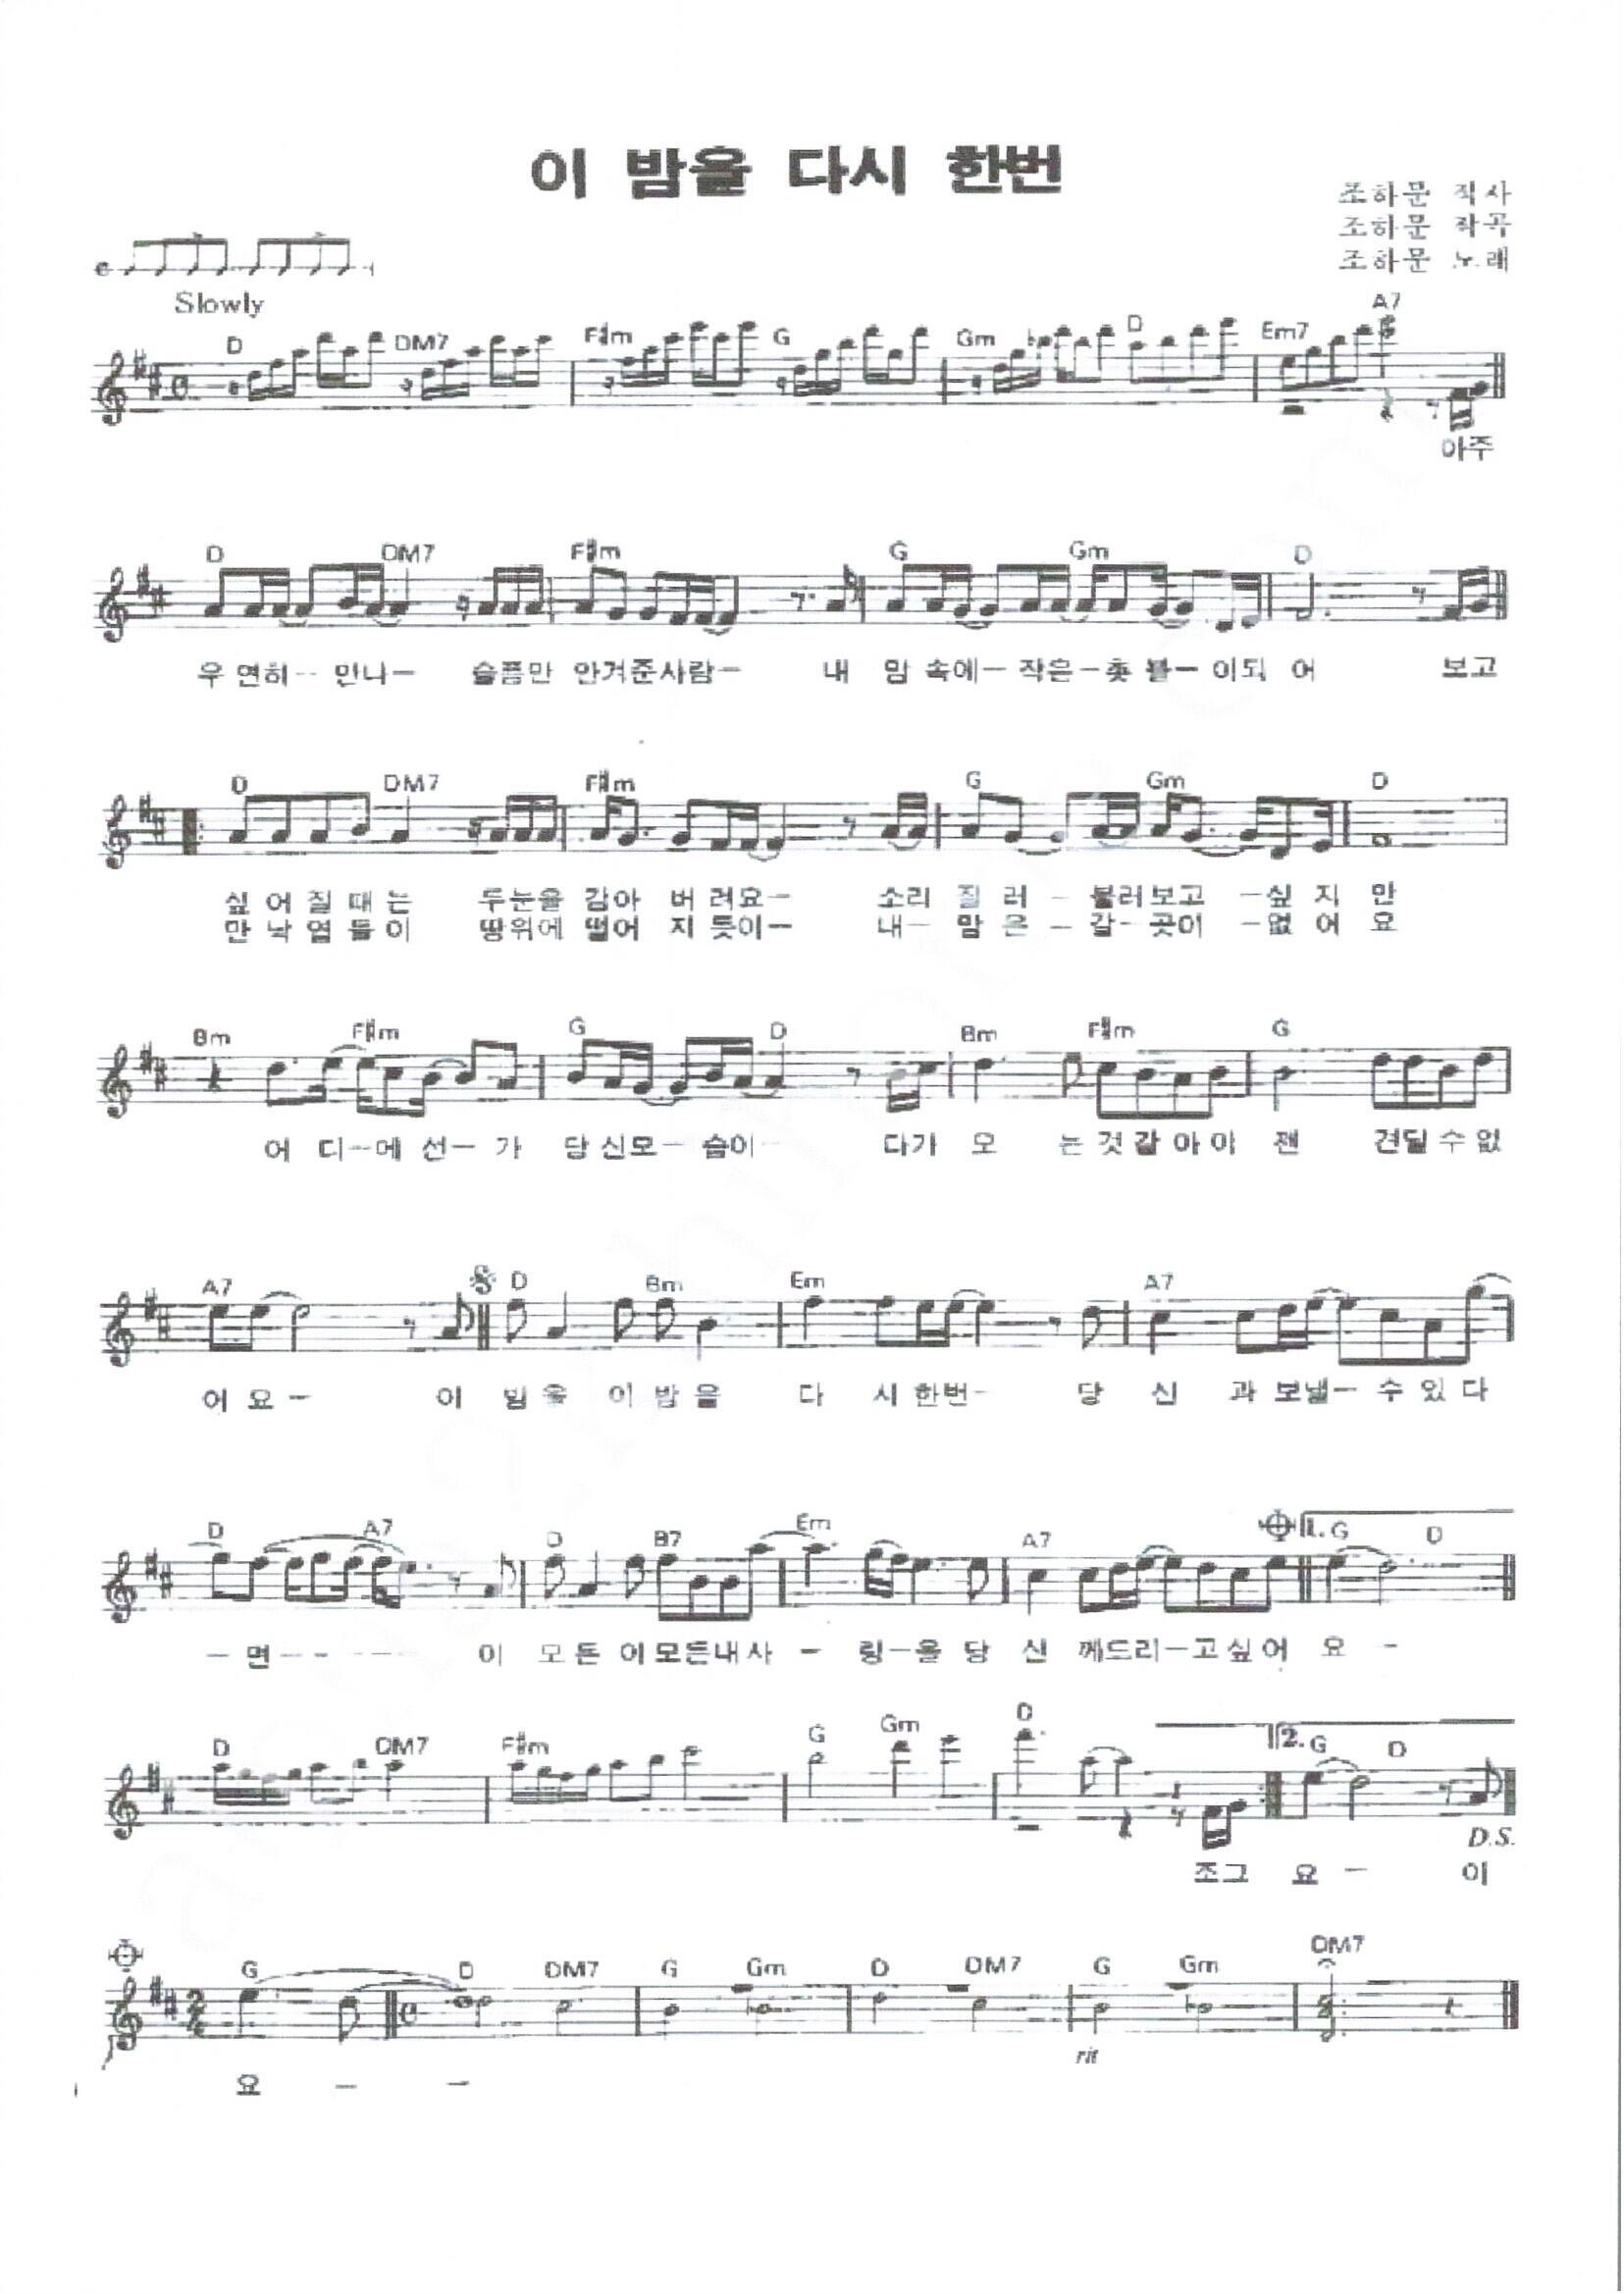 이 밤을 다시 한번
조하문 작사
조하문 작곡
조하문 노래
Slowly
D DM7 F#m G Gm D Em7 A7
아주
D DM7 F#m G Gm D
우 연히- 만나- 슬픔만 안겨준사람- 내 맘 속에-작은-촛 불-이되 어 보고
D DM7 F#m G Gm D
싶 어 질 때 는 두눈을 감아 버 려요- 소리 질 러 - 불러보고 -싶 지 만
만 낙 엽 들 이 땅위에 떨어 지 듯이- 내- 맘 은 - 갈-곳이 -없 어 요
Bm F#m G D Bm F#m G
어 디-에 선- 가 당신모-습이 다가 오 는 것 같 아 이 젠 견딜 수 없
A7 D Bm Em A7
어 요 - 이 밤 을 이 밤 을 다 시 한번- 당 신 과 보낼- 수 있 다
D A7 D B7 Em A7 1. G D
- 면 - - - - - 이 모 든 이 모든내 사 - 랑-을 당 신 께드리-고 싶 어 요 -
D DM7 F#m G Gm D 2. G D
D.S.
조그 요 - 이
G D DM7 G Gm D DM7 G Gm DM7
rit
요 - -